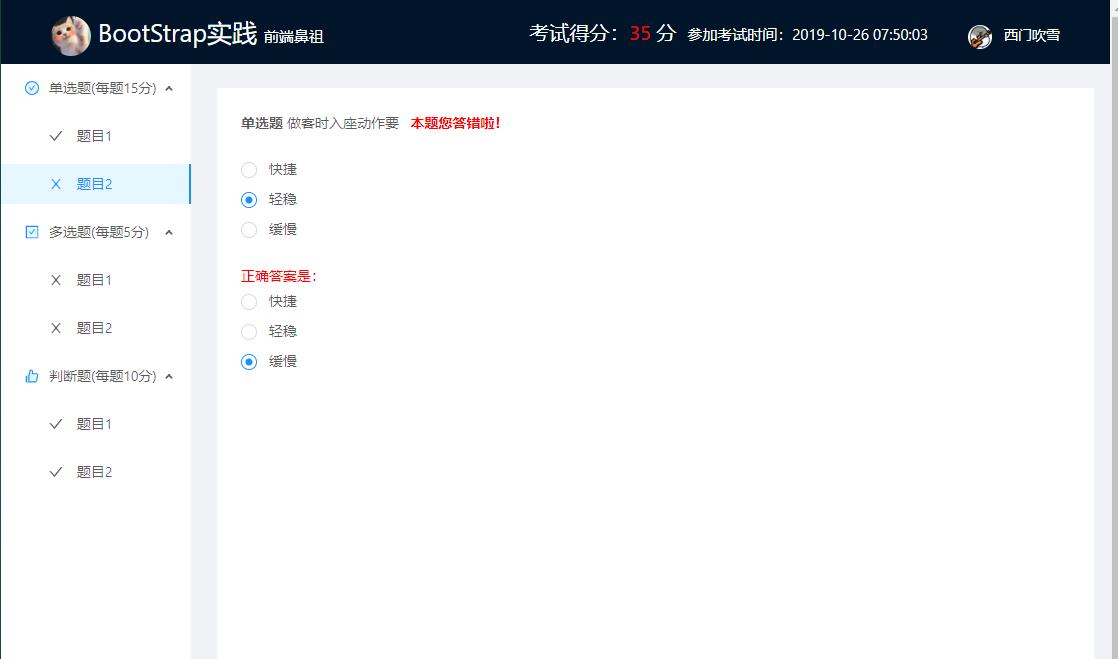 BootStrap实践 前端鼻祖
考试得分：35 分 参加考试时间：2019-10-26 07:50:03
西门吹雪
单选题(每题15分)
题目1
题目2
多选题(每题5分)
题目1
题目2
判断题(每题10分)
题目1
题目2
单选题 做客时入座动作要 本题您答错啦！
快捷
轻稳
缓慢
正确答案是：
快捷
轻稳
缓慢